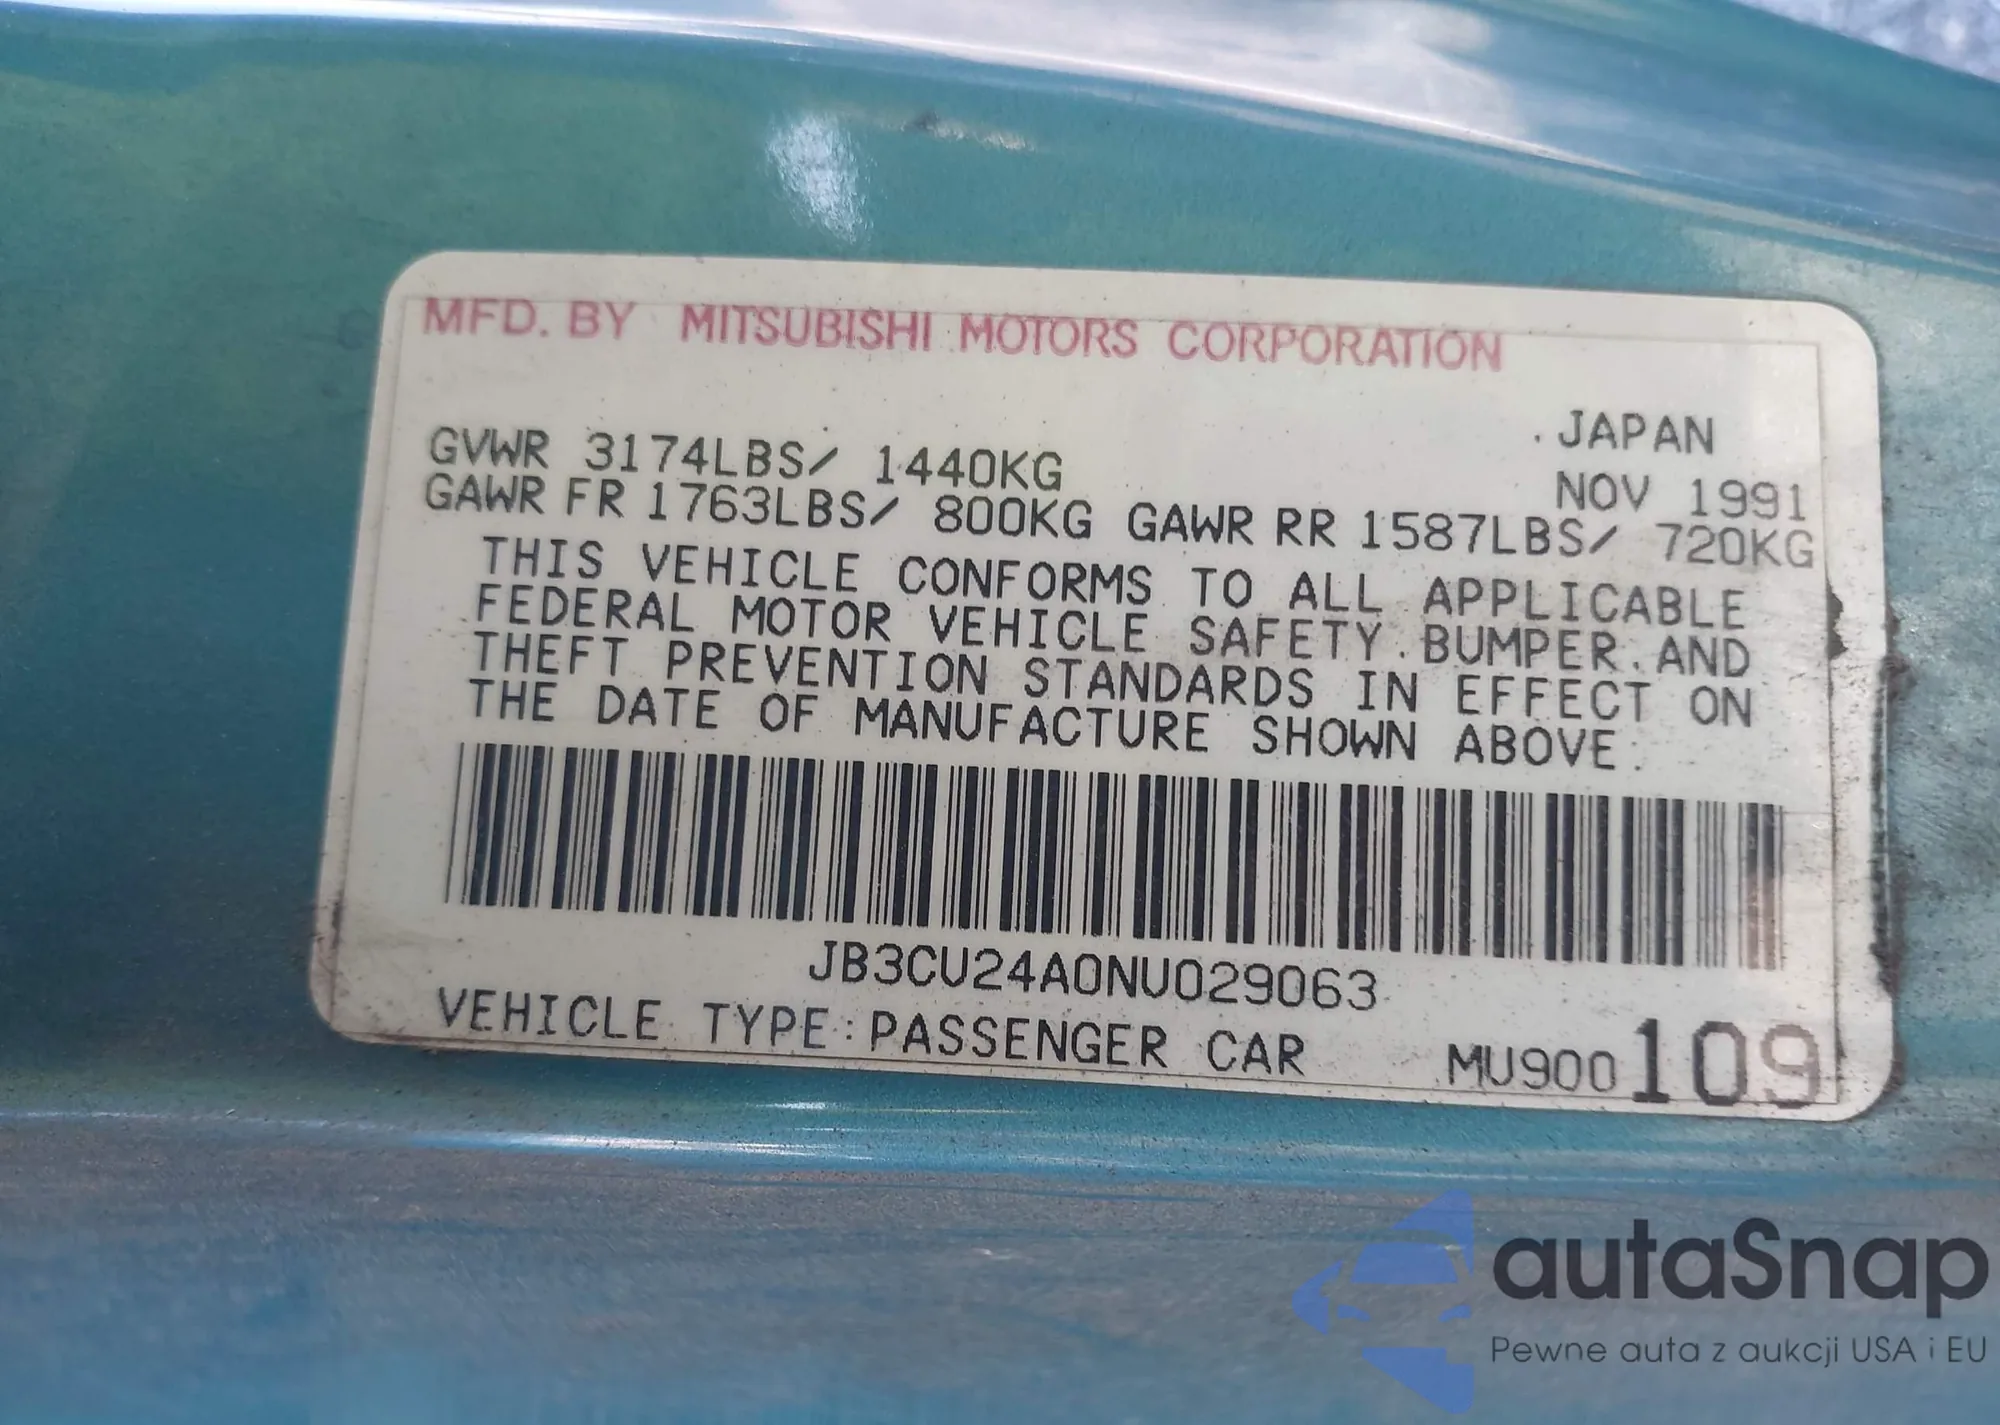 MFD. BY MITSUBISHI MOTORS CORPORATION
JAPAN
GVWR 3174LBS/ 1440KG NOV 1991
GAWR FR 1763LBS/ 800KG GAWR RR 1587LBS/ 720KG
THIS VEHICLE CONFORMS TO ALL APPLICABLE
FEDERAL MOTOR VEHICLE SAFETY. BUMPER. AND
THEFT PREVENTION STANDARDS IN EFFECT ON
THE DATE OF MANUFACTURE SHOWN ABOVE.
JB3CU24A0NU029063
VEHICLE TYPE: PASSENGER CAR MU900109
autaSnap
Pewne auta z aukcji USA i EU